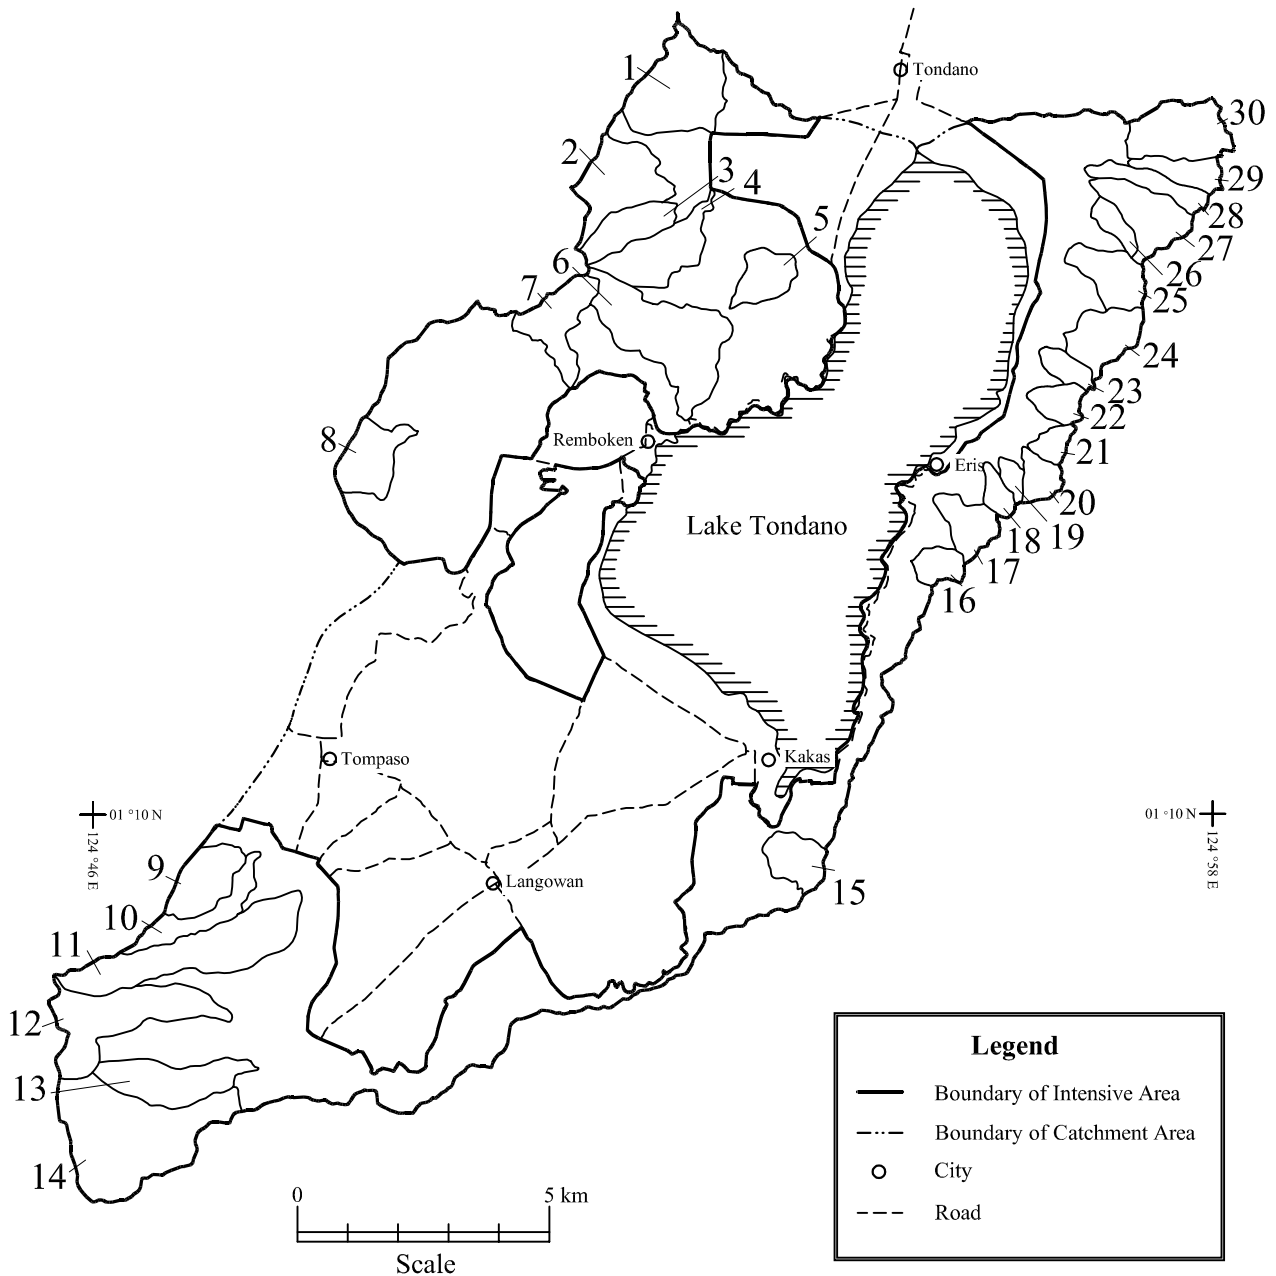 Tondano
1
30
2
3
4
29
5
28
6
27
7
26
25
24
23
22
8
Remboken
21
Eris
20
19
18
17
Lake Tondano
16
Tompaso
Kakas
01 °10 N
124 °46 E
01 °10 N
124 °58 E
9
Langowan
15
10
11
12
13
14
Legend
Boundary of Intensive Area
Boundary of Catchment Area
City
Road
0
5 km
Scale